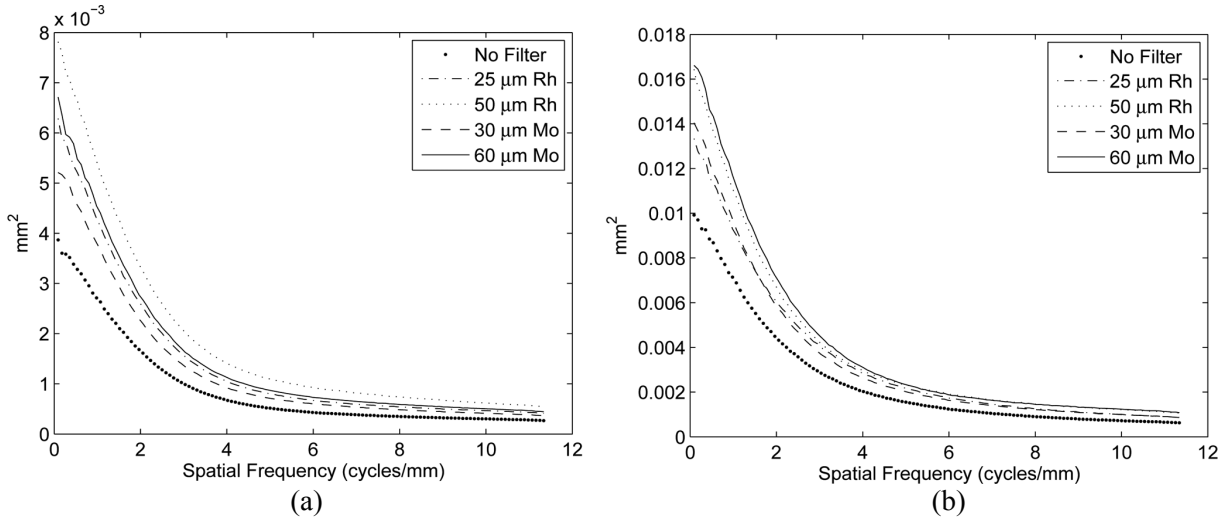 x 10⁻³
8
7
6
5
4
3
2
1
0
mm²
0 2 4 6 8 10 12
Spatial Frequency (cycles/mm)
No Filter
25 μm Rh
50 μm Rh
30 μm Mo
60 μm Mo
(a)
0.018
0.016
0.014
0.012
0.01
0.008
0.006
0.004
0.002
0
mm²
0 2 4 6 8 10 12
Spatial Frequency (cycles/mm)
No Filter
25 μm Rh
50 μm Rh
30 μm Mo
60 μm Mo
(b)